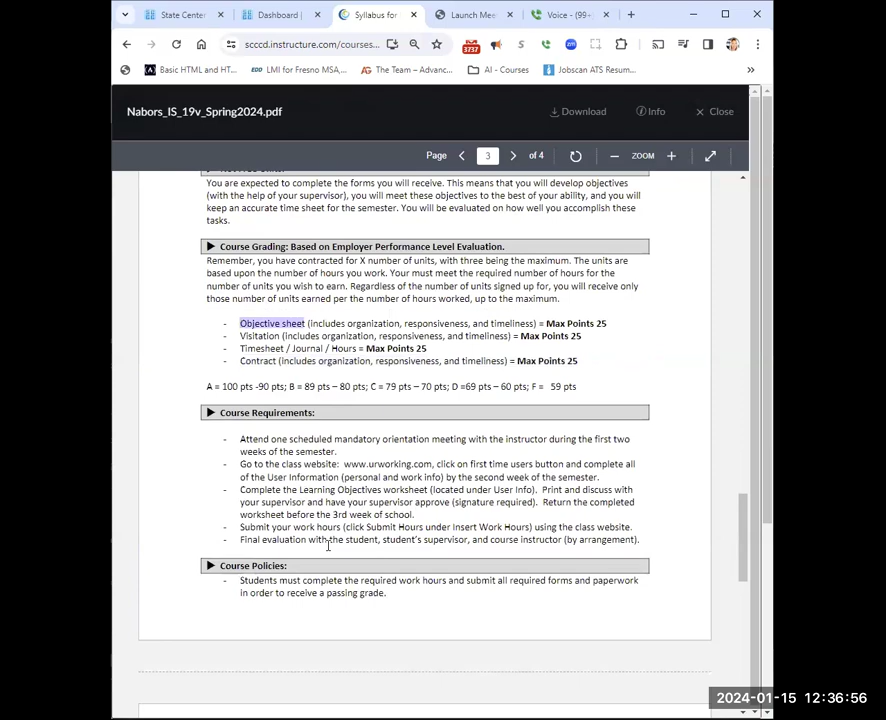 State Center
Dashboard |
Syllabus for
Launch Mee
Voice - (99+
scccd.instructure.com/courses...
3737
Basic HTML and HT...
EDD LMI for Fresno MSA,...
AG The Team – Advanc...
AI - Courses
Jobscan ATS Resum...
Nabors_IS_19v_Spring2024.pdf
Download
Info
Close
Page 3 of 4 ZOOM
You are expected to complete the forms you will receive. This means that you will develop objectives
(with the help of your supervisor), you will meet these objectives to the best of your ability, and you will
keep an accurate time sheet for the semester. You will be evaluated on how well you accomplish these
tasks.
Course Grading: Based on Employer Performance Level Evaluation.
Remember, you have contracted for X number of units, with three being the maximum. The units are
based upon the number of hours you work. Your must meet the required number of hours for the
number of units you wish to earn. Regardless of the number of units signed up for, you will receive only
those number of units earned per the number of hours worked, up to the maximum.
- Objective sheet (includes organization, responsiveness, and timeliness) = Max Points 25
- Visitation (includes organization, responsiveness, and timeliness) = Max Points 25
- Timesheet / Journal / Hours = Max Points 25
- Contract (includes organization, responsiveness, and timeliness) = Max Points 25
A = 100 pts -90 pts; B = 89 pts – 80 pts; C = 79 pts – 70 pts; D =69 pts – 60 pts; F = 59 pts
Course Requirements:
- Attend one scheduled mandatory orientation meeting with the instructor during the first two
weeks of the semester.
- Go to the class website: www.urworking.com, click on first time users button and complete all
of the User Information (personal and work info) by the second week of the semester.
- Complete the Learning Objectives worksheet (located under User Info). Print and discuss with
your supervisor and have your supervisor approve (signature required). Return the completed
worksheet before the 3rd week of school.
- Submit your work hours (click Submit Hours under Insert Work Hours) using the class website.
- Final evaluation with the student, student's supervisor, and course instructor (by arrangement).
Course Policies:
- Students must complete the required work hours and submit all required forms and paperwork
in order to receive a passing grade.
2024-01-15 12:36:56